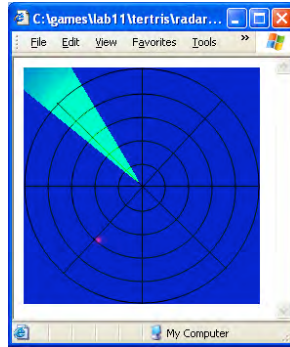 C:\games\lab11\tertris\radar...
File Edit View Favorites Tools »
My Computer